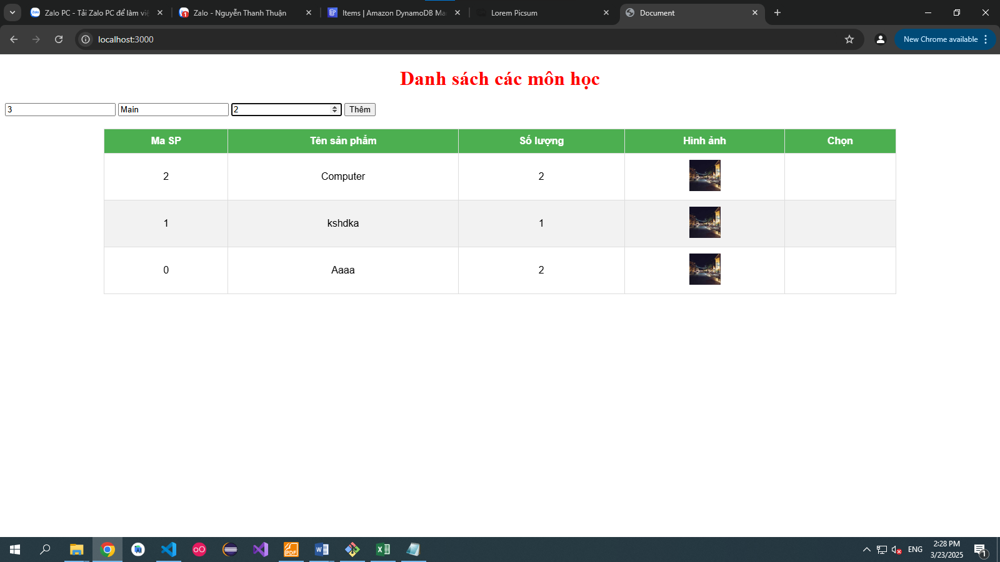 Zalo PC - Tải Zalo PC để làm việ
Zalo - Nguyễn Thanh Thuận
Items | Amazon DynamoDB Ma
Lorem Picsum
Document
localhost:3000
New Chrome available
Danh sách các môn học
3 Main 2 Thêm
Ma SP Tên sản phẩm Số lượng Hình ảnh Chọn
2 Computer 2
1 kshdka 1
0 Aaaa 2
ENG
2:28 PM
3/23/2025
1